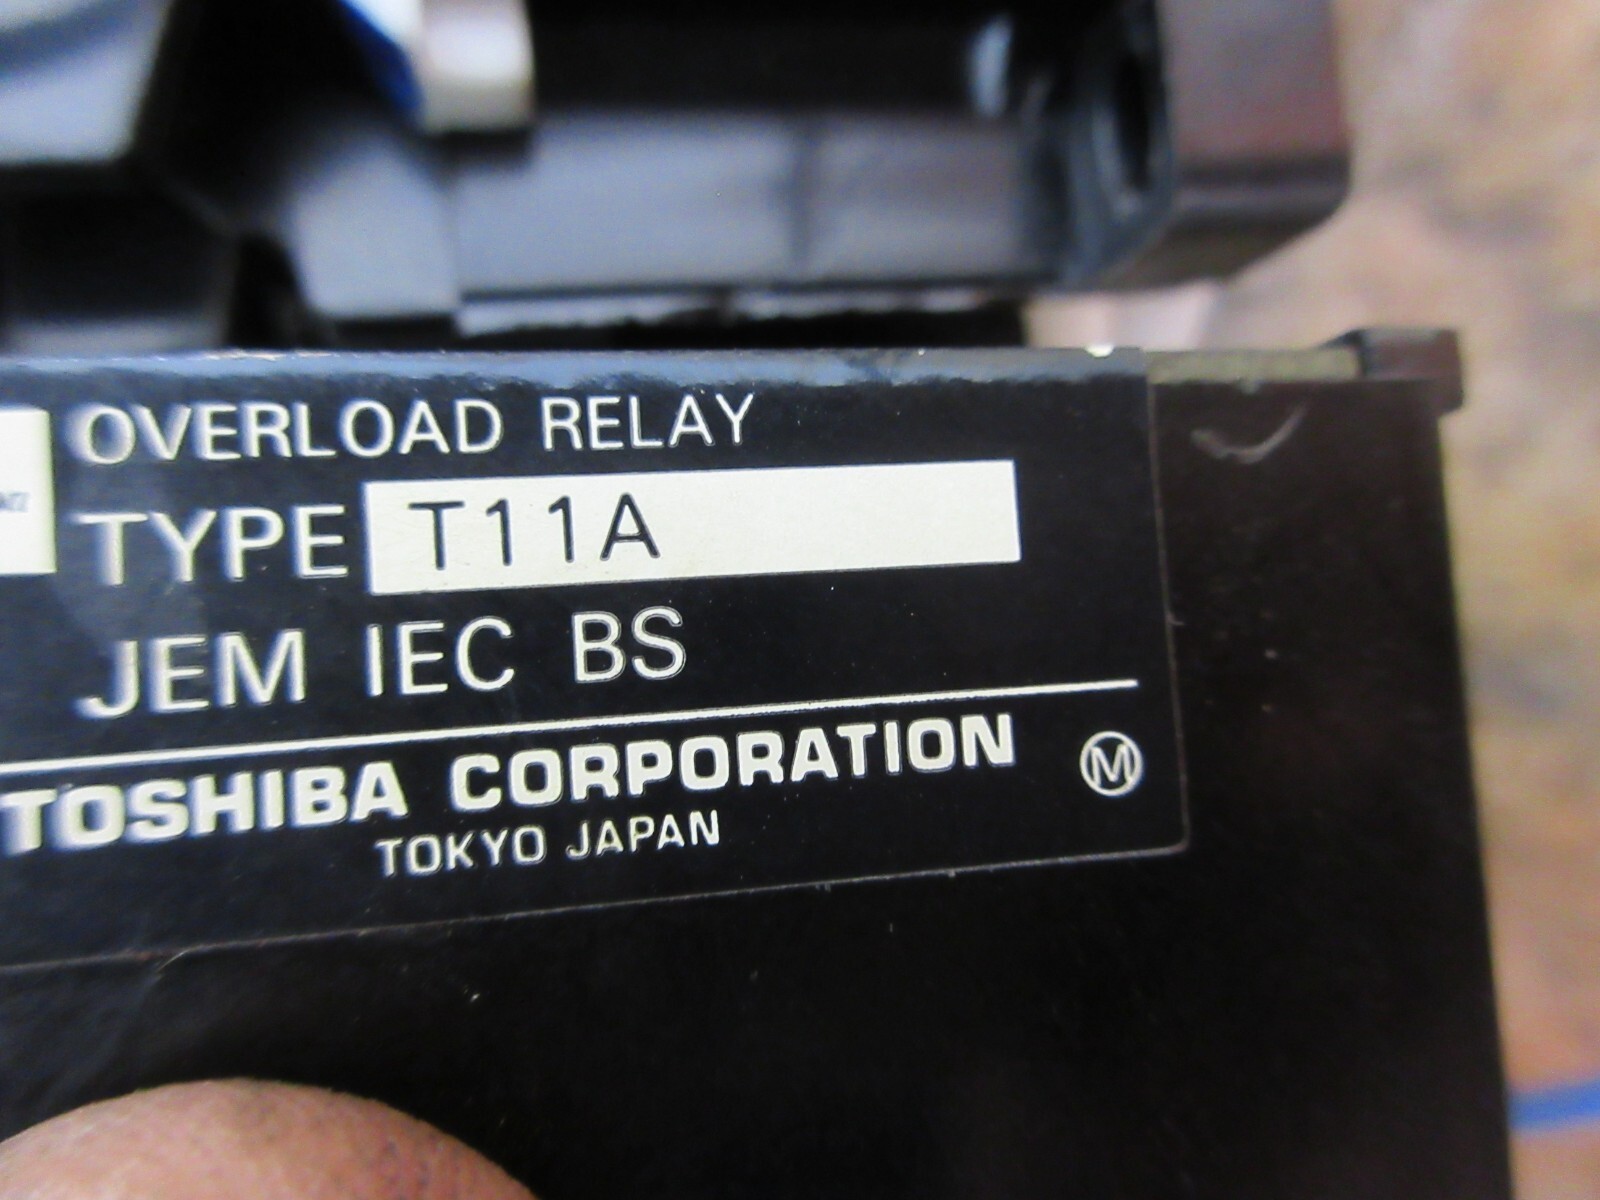 OVERLOAD RELAY
TYPE T11A
JEM IEC BS
TOSHIBA CORPORATION
TOKYO JAPAN
M